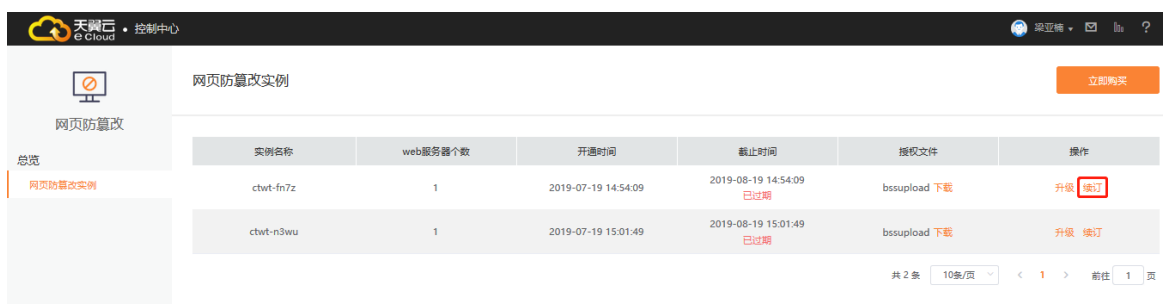 天翼云 e Cloud • 控制中心 梁亚楠 ?
网页防篡改
总览
网页防篡改实例
网页防篡改实例 立即购买
实例名称 web服务器个数 开通时间 截止时间 授权文件 操作
ctwt-fn7z 1 2019-07-19 14:54:09 2019-08-19 14:54:09 已过期 bssupload 下载 升级 续订
ctwt-n3wu 1 2019-07-19 15:01:49 2019-08-19 15:01:49 已过期 bssupload 下载 升级 续订
共 2 条 10条/页 < 1 > 前往 1 页